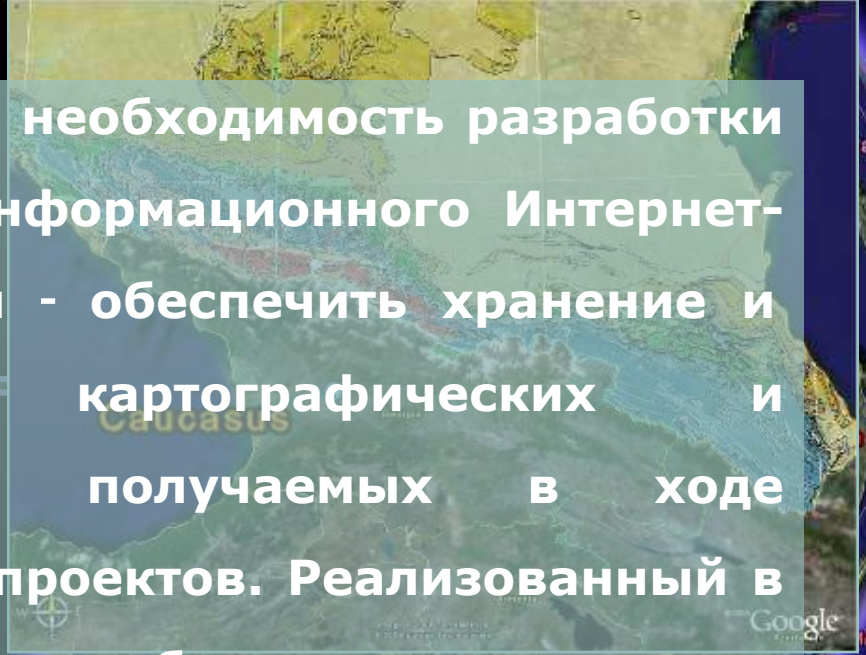 необходимость разработки
нформационного Интернет-
- обеспечить хранение и
картографических и
Caucasus
получаемых в ходе
проектов. Реализованный в
Google